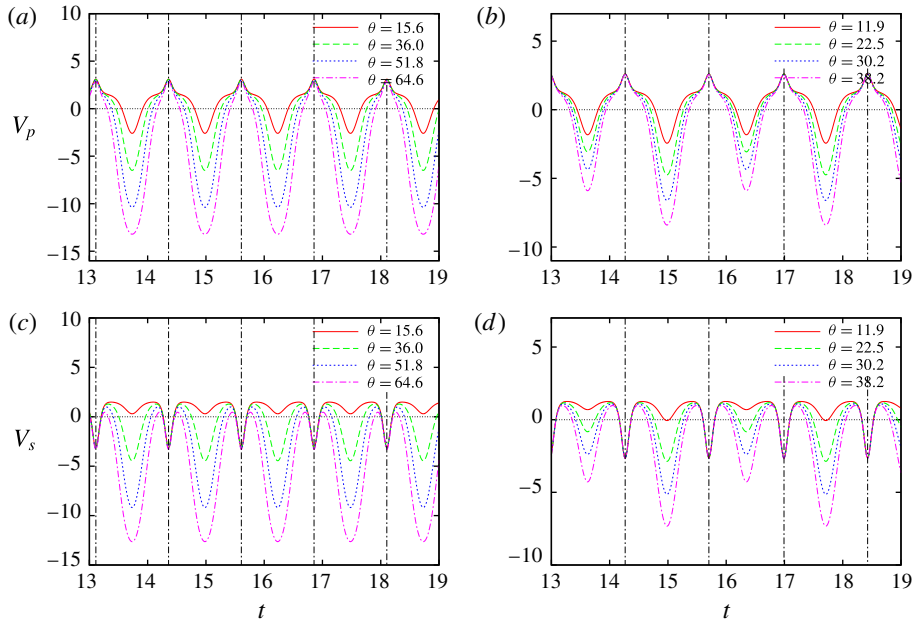 (a)
10
5
0
−5
−10
−15
V_p
θ = 15.6
θ = 36.0
θ = 51.8
θ = 64.6
13 14 15 16 17 18 19
(b)
5
0
−5
−10
θ = 11.9
θ = 22.5
θ = 30.2
θ = 38.2
13 14 15 16 17 18 19
(c)
10
5
0
−5
−10
−15
V_s
θ = 15.6
θ = 36.0
θ = 51.8
θ = 64.6
13 14 15 16 17 18 19
t
(d)
5
0
−5
−10
θ = 11.9
θ = 22.5
θ = 30.2
θ = 38.2
13 14 15 16 17 18 19
t